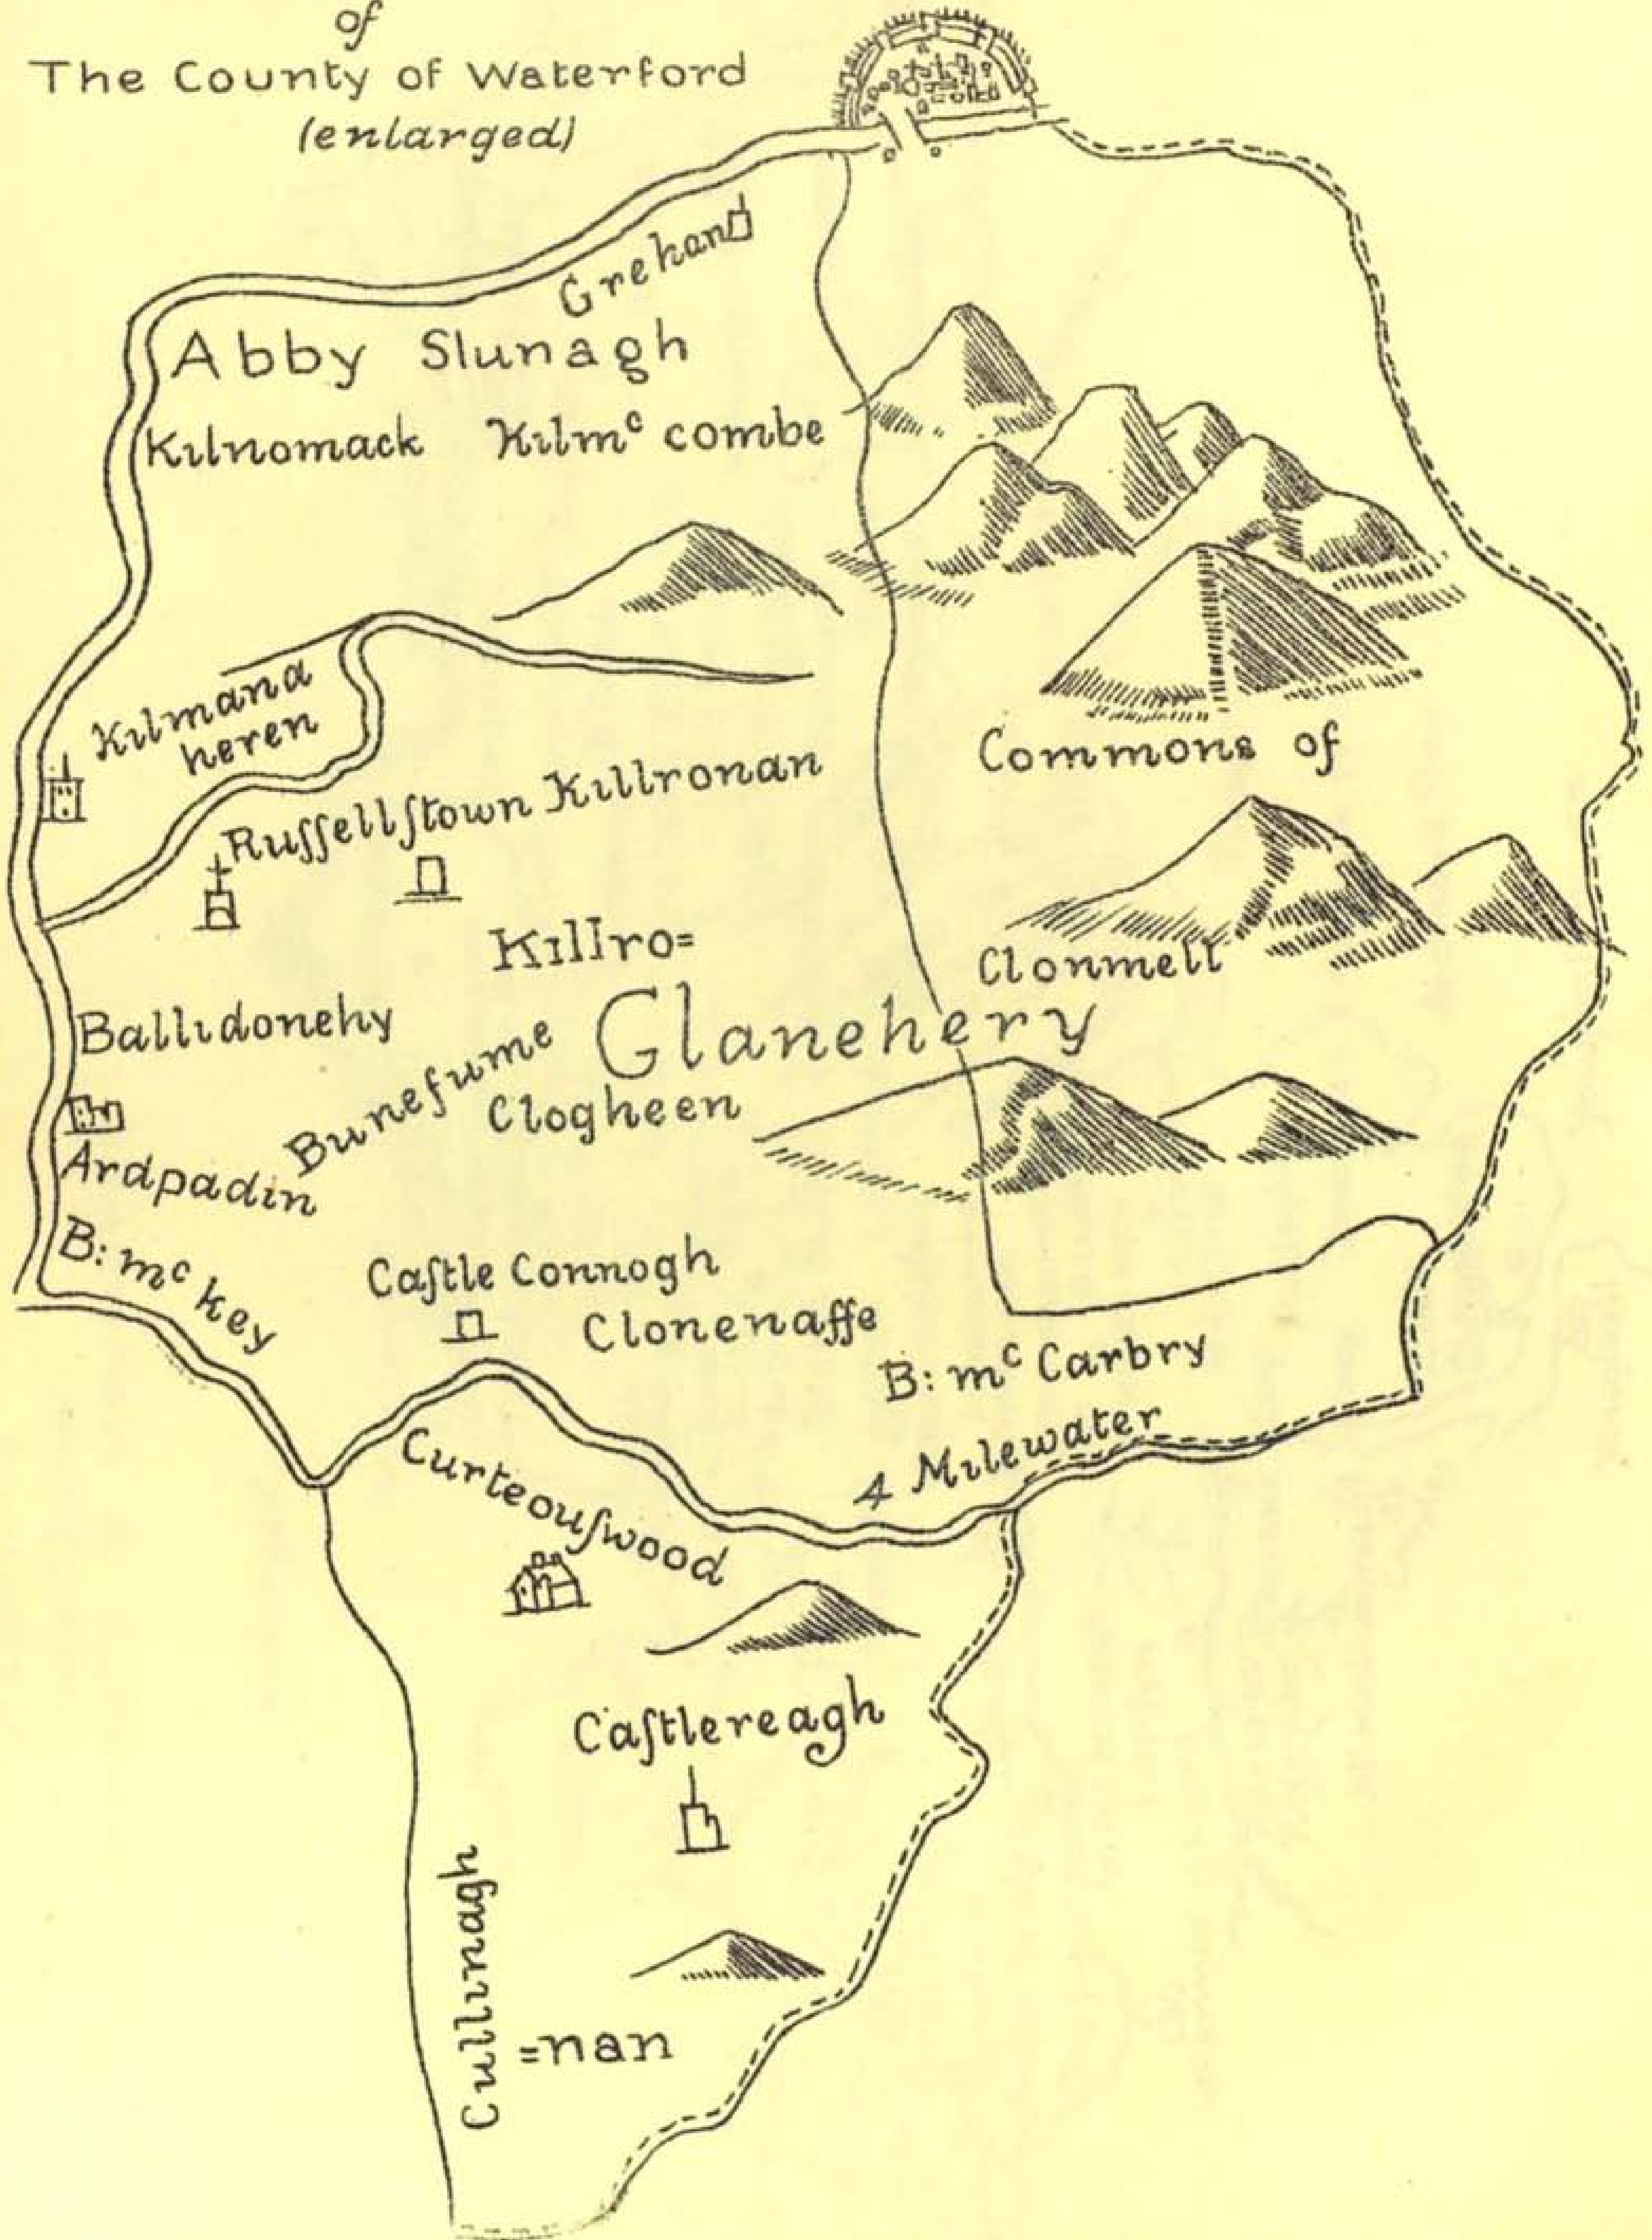 of
The County of Waterford
(enlarged)
Grehan
Abby Slunagh
Kilnomack Kilmᶜ combe
Kilmana
heren
Commons of
Ruſſellſtown Killronan
Killro=
Clonmell
Ballidonehy
Bunefume
Glanehery
Clogheen
Ardpadin
B: mᶜ key
Caſtle Connogh
Clonenaſſe
B: mᶜ Carbry
4 Milewater
Curteouſwood
Caſtlereagh
Cullinagh
=nan